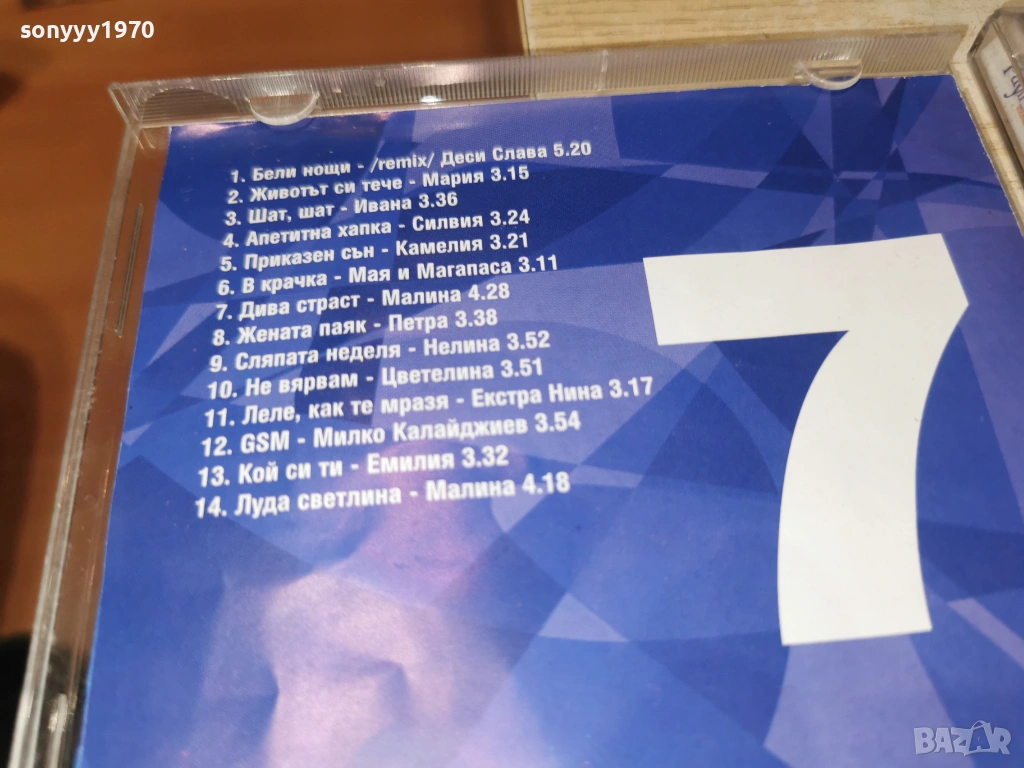 sonyyy1970
1. Бели нощи - /remix/ Деси Слава 5.20
2. Животът си тече - Мария 3.15
3. Шат, шат - Ивана 3.36
4. Апетитна хапка - Силвия 3.24
5. Приказен сън - Камелия 3.21
6. В крачка - Мая и Магапаса 3.11
7. Дива страст - Малина 4.28
8. Жената паяк - Петра 3.38
9. Сляпата неделя - Нелина 3.52
10. Не вярвам - Цветелина 3.51
11. Леле, как те мразя - Екстра Нина 3.17
12. GSM - Милко Калайджиев 3.54
13. Кой си ти - Емилия 3.32
14. Луда светлина - Малина 4.18
7
BAZAR